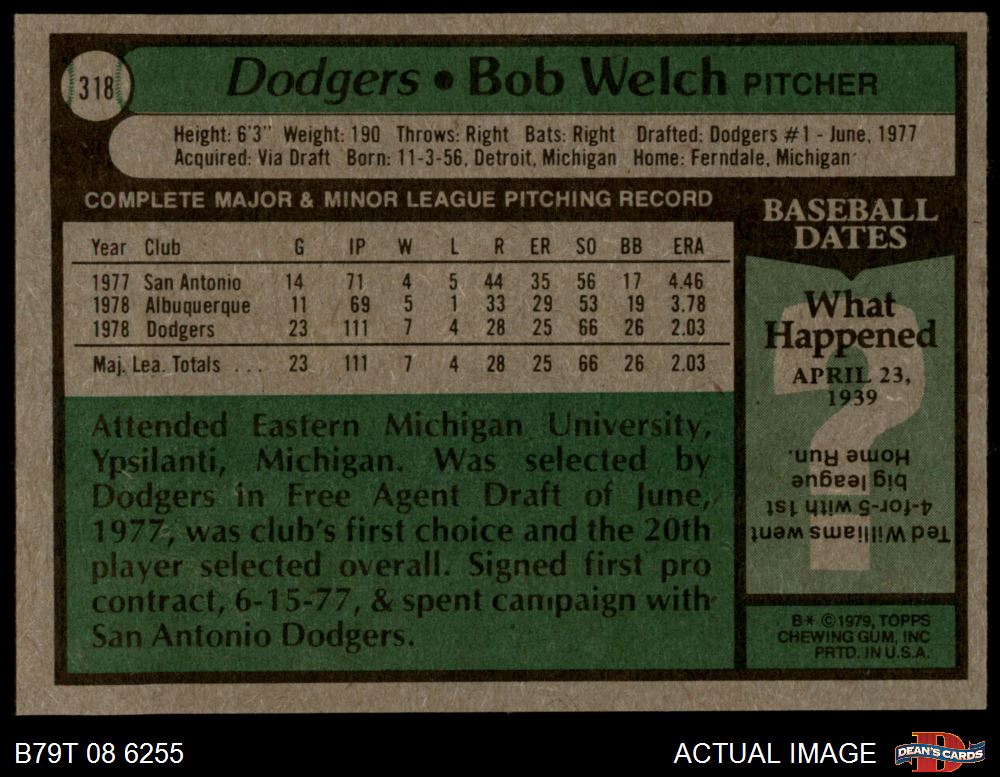 318
Dodgers • Bob Welch PITCHER
Height: 6'3" Weight: 190 Throws: Right Bats: Right Drafted: Dodgers #1 - June, 1977
Acquired: Via Draft Born: 11-3-56, Detroit, Michigan Home: Ferndale, Michigan
COMPLETE MAJOR & MINOR LEAGUE PITCHING RECORD
Year Club G IP W L R ER SO BB ERA
1977 San Antonio 14 71 4 5 44 35 56 17 4.46
1978 Albuquerque 11 69 5 1 33 29 53 19 3.78
1978 Dodgers 23 111 7 4 28 25 66 26 2.03
Maj. Lea. Totals . . . 23 111 7 4 28 25 66 26 2.03
Attended Eastern Michigan University,
Ypsilanti, Michigan. Was selected by
Dodgers in Free Agent Draft of June,
1977, was club's first choice and the 20th
player selected overall. Signed first pro
contract, 6-15-77, & spent campaign with
San Antonio Dodgers.
BASEBALL
DATES
What
Happened
APRIL 23,
1939
Ted Williams went
4-for-5 with 1st
big league
Home Run.
B* © 1979, TOPPS
CHEWING GUM, INC
PRTD. IN U.S.A.
B79T 08 6255
ACTUAL IMAGE
D
DEAN'S CARDS